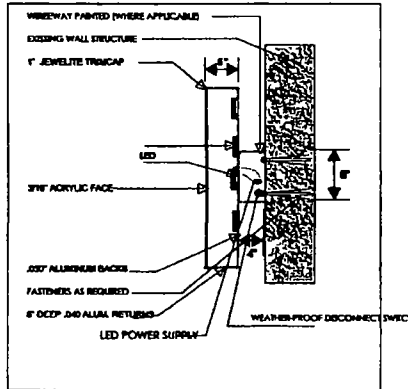 WIREWAY PAINTED (WHERE APPLICABLE)
EXISTING WALL STRUCTURE
1" JEWELITE TRIMCAP
5"
LED
3/16" ACRYLIC FACE
8"
.050" ALUMINUM BACKS
FASTENERS AS REQUIRED
4"
5" DEEP .040 ALUM. RETURNS
LED POWER SUPPLY
WEATHER-PROOF DISCONNECT SWITC